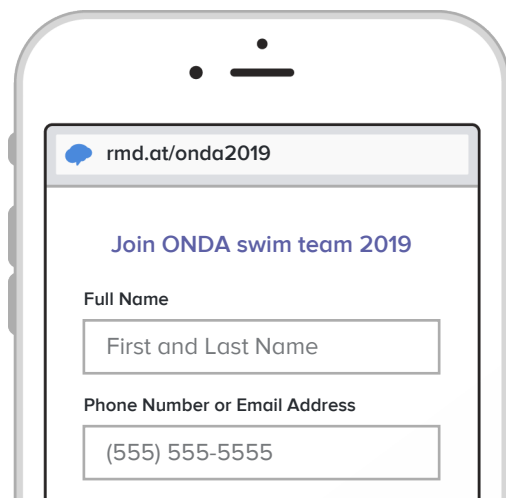 rmd.at/onda2019
Join ONDA swim team 2019
Full Name
First and Last Name
Phone Number or Email Address
(555) 555-5555